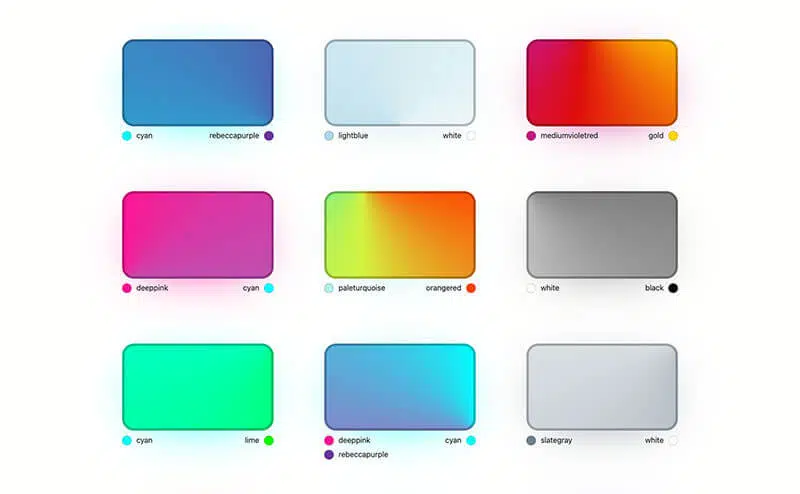 cyan rebeccapurple
lightblue white
mediumvioletred gold
deeppink cyan
paleturquoise orangered
white black
cyan lime
deeppink cyan
rebeccapurple
slategray white